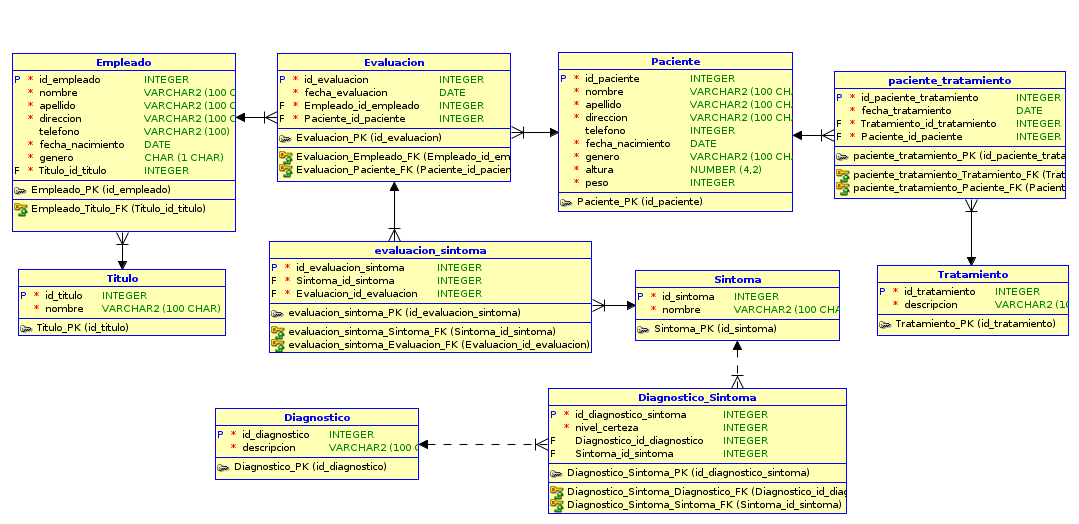 Empleado
P * id_empleado INTEGER
* nombre VARCHAR2 (100 C
* apellido VARCHAR2 (100 C
* direccion VARCHAR2 (100 C
telefono VARCHAR2 (100)
* fecha_nacimiento DATE
* genero CHAR (1 CHAR)
F * Titulo_id_titulo INTEGER
Empleado_PK (id_empleado)
Empleado_Titulo_FK (Titulo_id_titulo)
Evaluacion
P * id_evaluacion INTEGER
* fecha_evaluacion DATE
F * Empleado_id_empleado INTEGER
F * Paciente_id_paciente INTEGER
Evaluacion_PK (id_evaluacion)
Evaluacion_Empleado_FK (Empleado_id_em
Evaluacion_Paciente_FK (Paciente_id_pacien
Paciente
P * id_paciente INTEGER
* nombre VARCHAR2 (100 CHA
* apellido VARCHAR2 (100 CHA
* direccion VARCHAR2 (100 CHA
telefono INTEGER
* fecha_nacimiento DATE
* genero VARCHAR2 (100 CHA
* altura NUMBER (4,2)
* peso INTEGER
Paciente_PK (id_paciente)
paciente_tratamiento
P * id_paciente_tratamiento INTEGER
* fecha_tratamiento DATE
F * Tratamiento_id_tratamiento INTEGER
F * Paciente_id_paciente INTEGER
paciente_tratamiento_PK (id_paciente_trata
paciente_tratamiento_Tratamiento_FK (Trat
paciente_tratamiento_Paciente_FK (Pacient
Titulo
P * id_titulo INTEGER
* nombre VARCHAR2 (100 CHAR)
Titulo_PK (id_titulo)
evaluacion_sintoma
P * id_evaluacion_sintoma INTEGER
F * Sintoma_id_sintoma INTEGER
F * Evaluacion_id_evaluacion INTEGER
evaluacion_sintoma_PK (id_evaluacion_sintoma)
evaluacion_sintoma_Sintoma_FK (Sintoma_id_sintoma)
evaluacion_sintoma_Evaluacion_FK (Evaluacion_id_evaluacion)
Sintoma
P * id_sintoma INTEGER
* nombre VARCHAR2 (100 CHA
Sintoma_PK (id_sintoma)
Tratamiento
P * id_tratamiento INTEGER
* descripcion VARCHAR2 (10
Tratamiento_PK (id_tratamiento)
Diagnostico
P * id_diagnostico INTEGER
* descripcion VARCHAR2 (100 C
Diagnostico_PK (id_diagnostico)
Diagnostico_Sintoma
P * id_diagnostico_sintoma INTEGER
* nivel_certeza INTEGER
F Diagnostico_id_diagnostico INTEGER
F Sintoma_id_sintoma INTEGER
Diagnostico_Sintoma_PK (id_diagnostico_sintoma)
Diagnostico_Sintoma_Diagnostico_FK (Diagnostico_id_diag
Diagnostico_Sintoma_Sintoma_FK (Sintoma_id_sintoma)